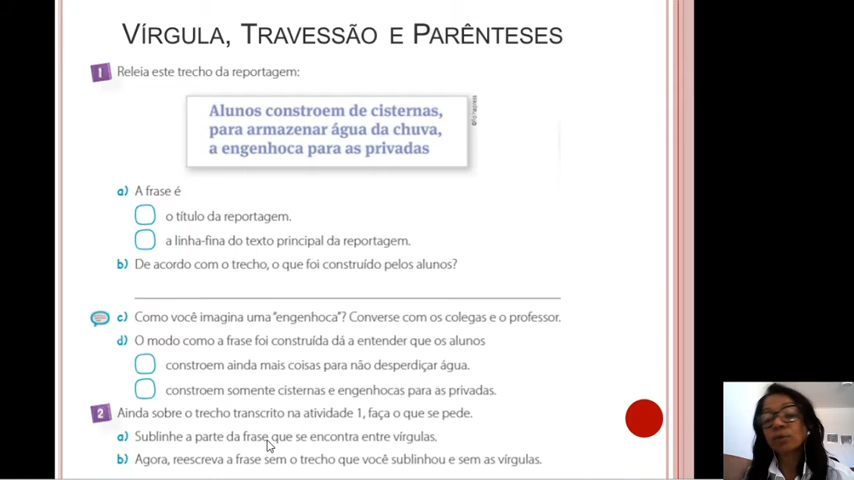 VÍRGULA, TRAVESSÃO E PARÊNTESES
1 Releia este trecho da reportagem:
Alunos constroem de cisternas,
para armazenar água da chuva,
a engenhoca para as privadas
a) A frase é
o título da reportagem.
a linha-fina do texto principal da reportagem.
b) De acordo com o trecho, o que foi construído pelos alunos?
c) Como você imagina uma "engenhoca"? Converse com os colegas e o professor.
d) O modo como a frase foi construída dá a entender que os alunos
constroem ainda mais coisas para não desperdiçar água.
constroem somente cisternas e engenhocas para as privadas.
2 Ainda sobre o trecho transcrito na atividade 1, faça o que se pede.
a) Sublinhe a parte da frase que se encontra entre vírgulas.
b) Agora, reescreva a frase sem o trecho que você sublinhou e sem as vírgulas.